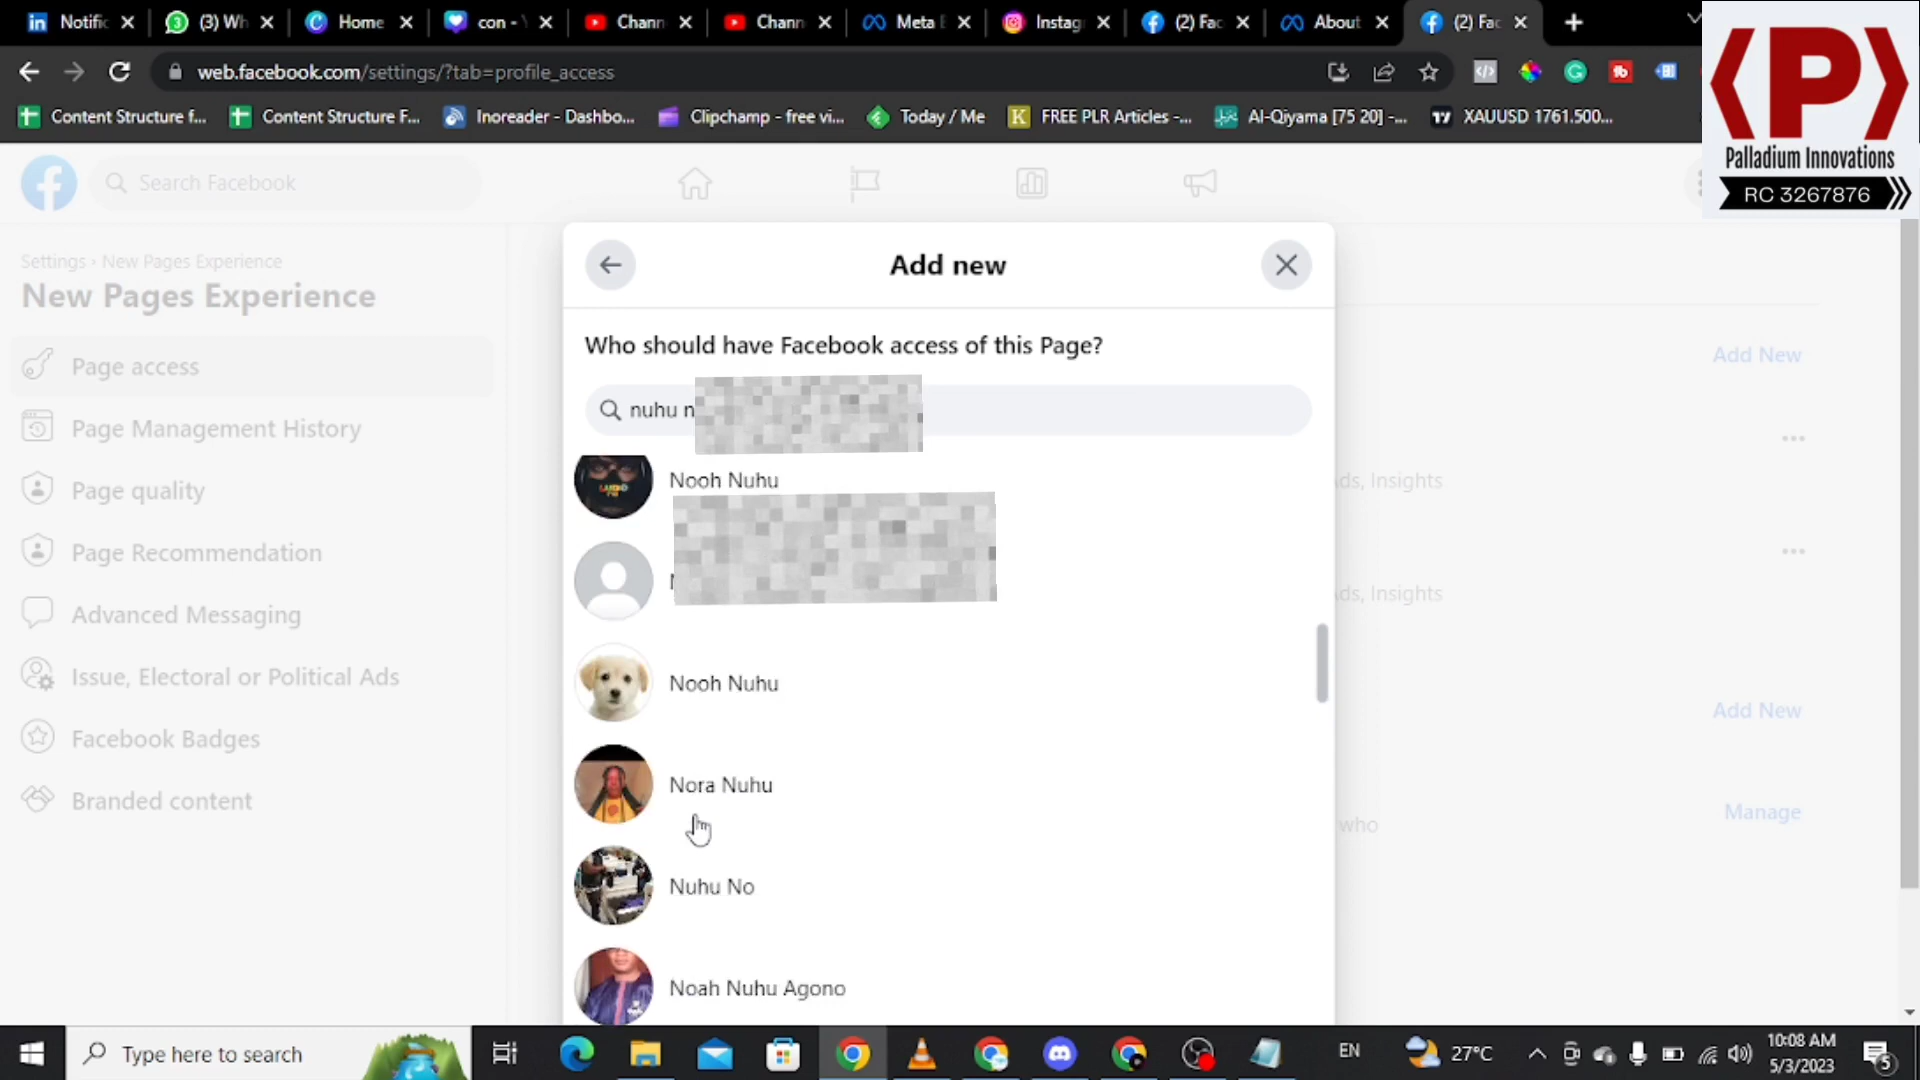 Notific
(3) Wh
Home
con - Y
Chann
Chann
Meta B
Instag
(2) Fac
About
(2) Fac
web.facebook.com/settings/?tab=profile_access
Content Structure f...
Content Structure F...
Inoreader - Dashbo...
Clipchamp - free vi...
Today / Me
K
FREE PLR Articles -...
Al-Qiyama [75 20] -...
XAUUSD 1761.500...
P
Palladium Innovations
RC 3267876
Search Facebook
Settings › New Pages Experience
New Pages Experience
Page access
Page Management History
Page quality
Page Recommendation
Advanced Messaging
Issue, Electoral or Political Ads
Facebook Badges
Branded content
Add new
Who should have Facebook access of this Page?
nuhu n
Nooh Nuhu
Nooh Nuhu
Nora Nuhu
Nuhu No
Noah Nuhu Agono
Add New
Ads, Insights
Ads, Insights
Add New
Manage
who
Type here to search
EN
27°C
10:08 AM
5/3/2023
5